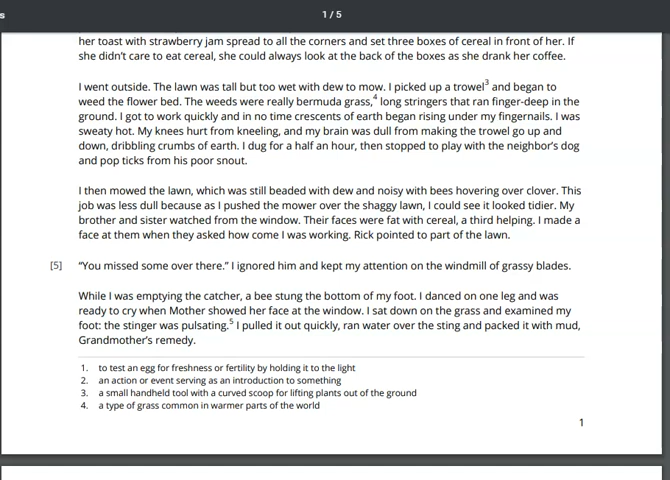 s
1 / 5
her toast with strawberry jam spread to all the corners and set three boxes of cereal in front of her. If
she didn't care to eat cereal, she could always look at the back of the boxes as she drank her coffee.
I went outside. The lawn was tall but too wet with dew to mow. I picked up a trowel³ and began to
weed the flower bed. The weeds were really bermuda grass,⁴ long stringers that ran finger-deep in the
ground. I got to work quickly and in no time crescents of earth began rising under my fingernails. I was
sweaty hot. My knees hurt from kneeling, and my brain was dull from making the trowel go up and
down, dribbling crumbs of earth. I dug for a half an hour, then stopped to play with the neighbor's dog
and pop ticks from his poor snout.
I then mowed the lawn, which was still beaded with dew and noisy with bees hovering over clover. This
job was less dull because as I pushed the mower over the shaggy lawn, I could see it looked tidier. My
brother and sister watched from the window. Their faces were fat with cereal, a third helping. I made a
face at them when they asked how come I was working. Rick pointed to part of the lawn.
[5] "You missed some over there." I ignored him and kept my attention on the windmill of grassy blades.
While I was emptying the catcher, a bee stung the bottom of my foot. I danced on one leg and was
ready to cry when Mother showed her face at the window. I sat down on the grass and examined my
foot: the stinger was pulsating.⁵ I pulled it out quickly, ran water over the sting and packed it with mud,
Grandmother's remedy.
1. to test an egg for freshness or fertility by holding it to the light
2. an action or event serving as an introduction to something
3. a small handheld tool with a curved scoop for lifting plants out of the ground
4. a type of grass common in warmer parts of the world
1